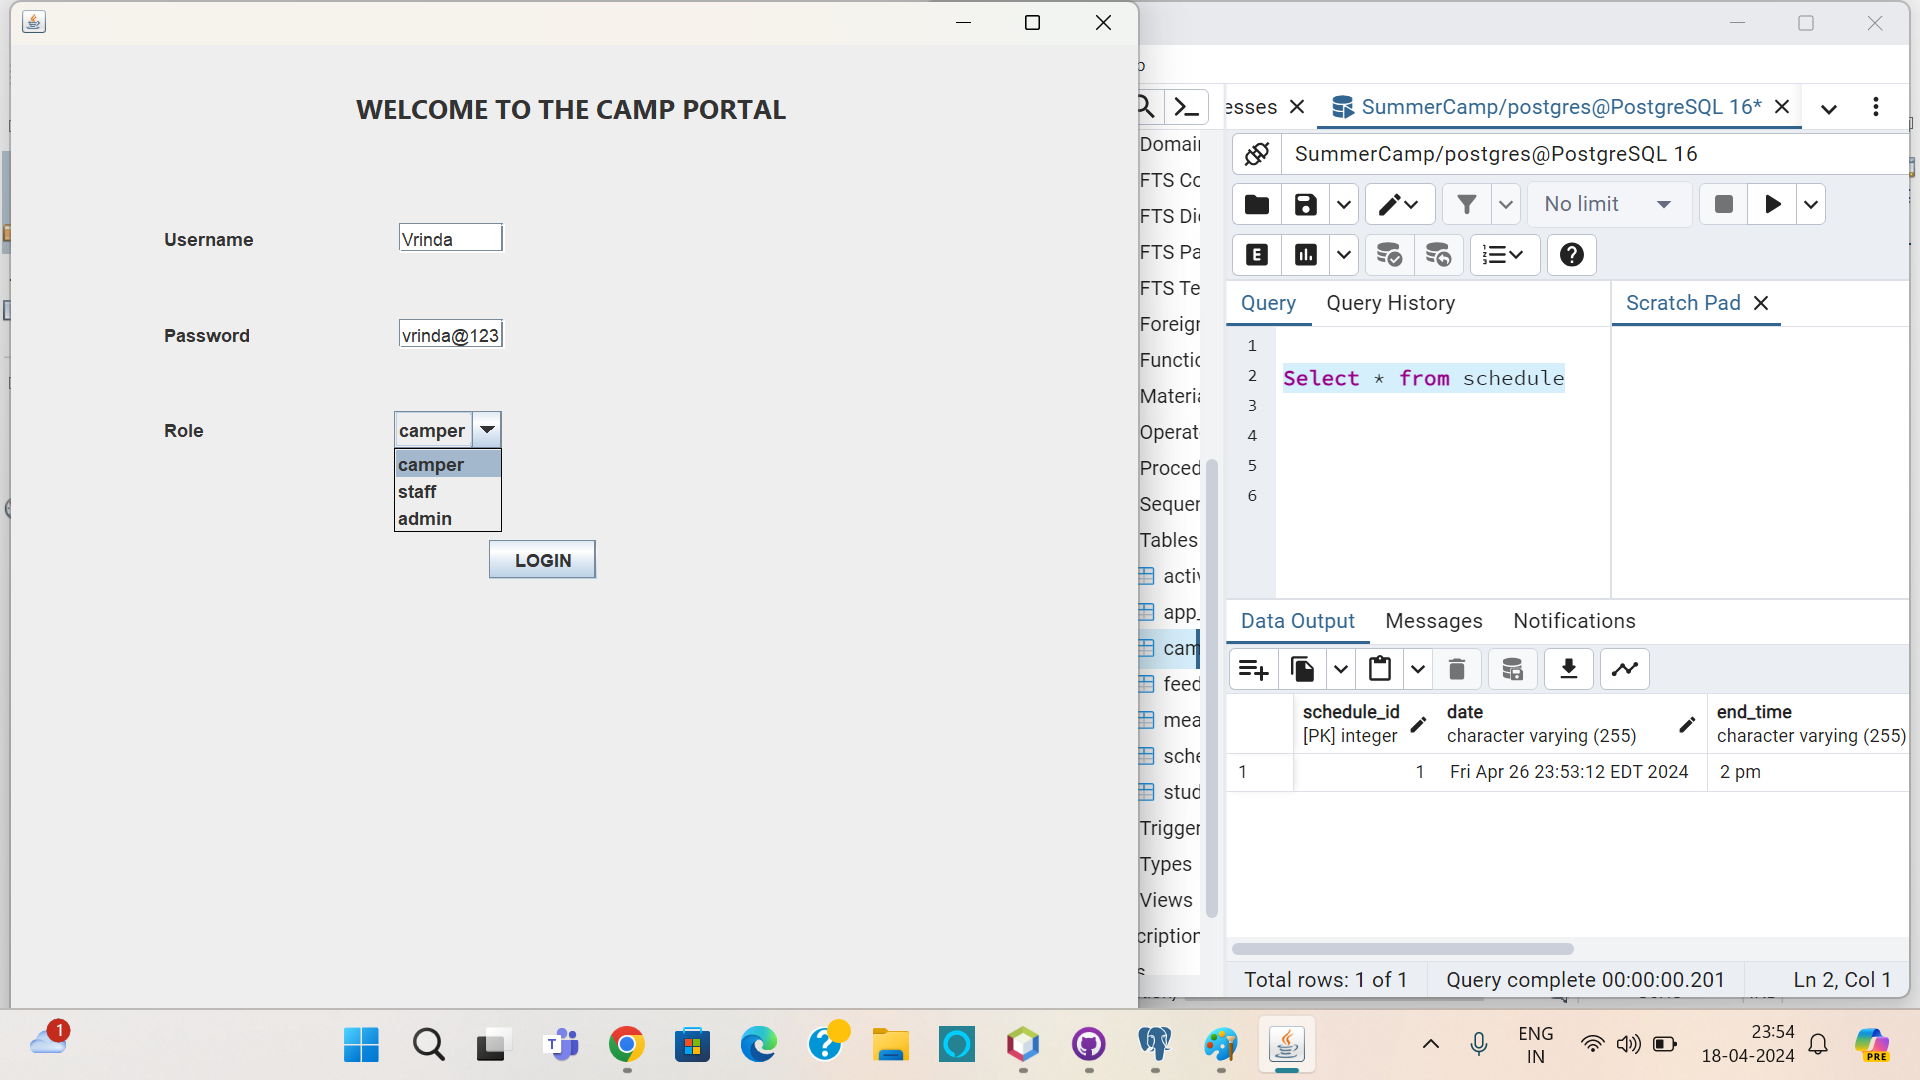 WELCOME TO THE CAMP PORTAL
Username
Vrinda
Password
vrinda@123
Role
camper
camper
staff
admin
LOGIN
esses
SummerCamp/postgres@PostgreSQL 16*
SummerCamp/postgres@PostgreSQL 16
No limit
E
Query
Query History
Scratch Pad
1
2 Select * from schedule
3
4
5
6
Domai
FTS Co
FTS Di
FTS Pa
FTS Te
Foreig
Functio
Materi
Operat
Proced
Sequer
Tables
activ
app_
cam
feed
mea
sche
stud
Trigger
Types
Views
cription
Data Output
Messages
Notifications
schedule_id
[PK] integer
date
character varying (255)
end_time
character varying (255)
1
1
Fri Apr 26 23:53:12 EDT 2024
2 pm
Total rows: 1 of 1
Query complete 00:00:00.201
Ln 2, Col 1
1
ENG
IN
23:54
18-04-2024
PRE